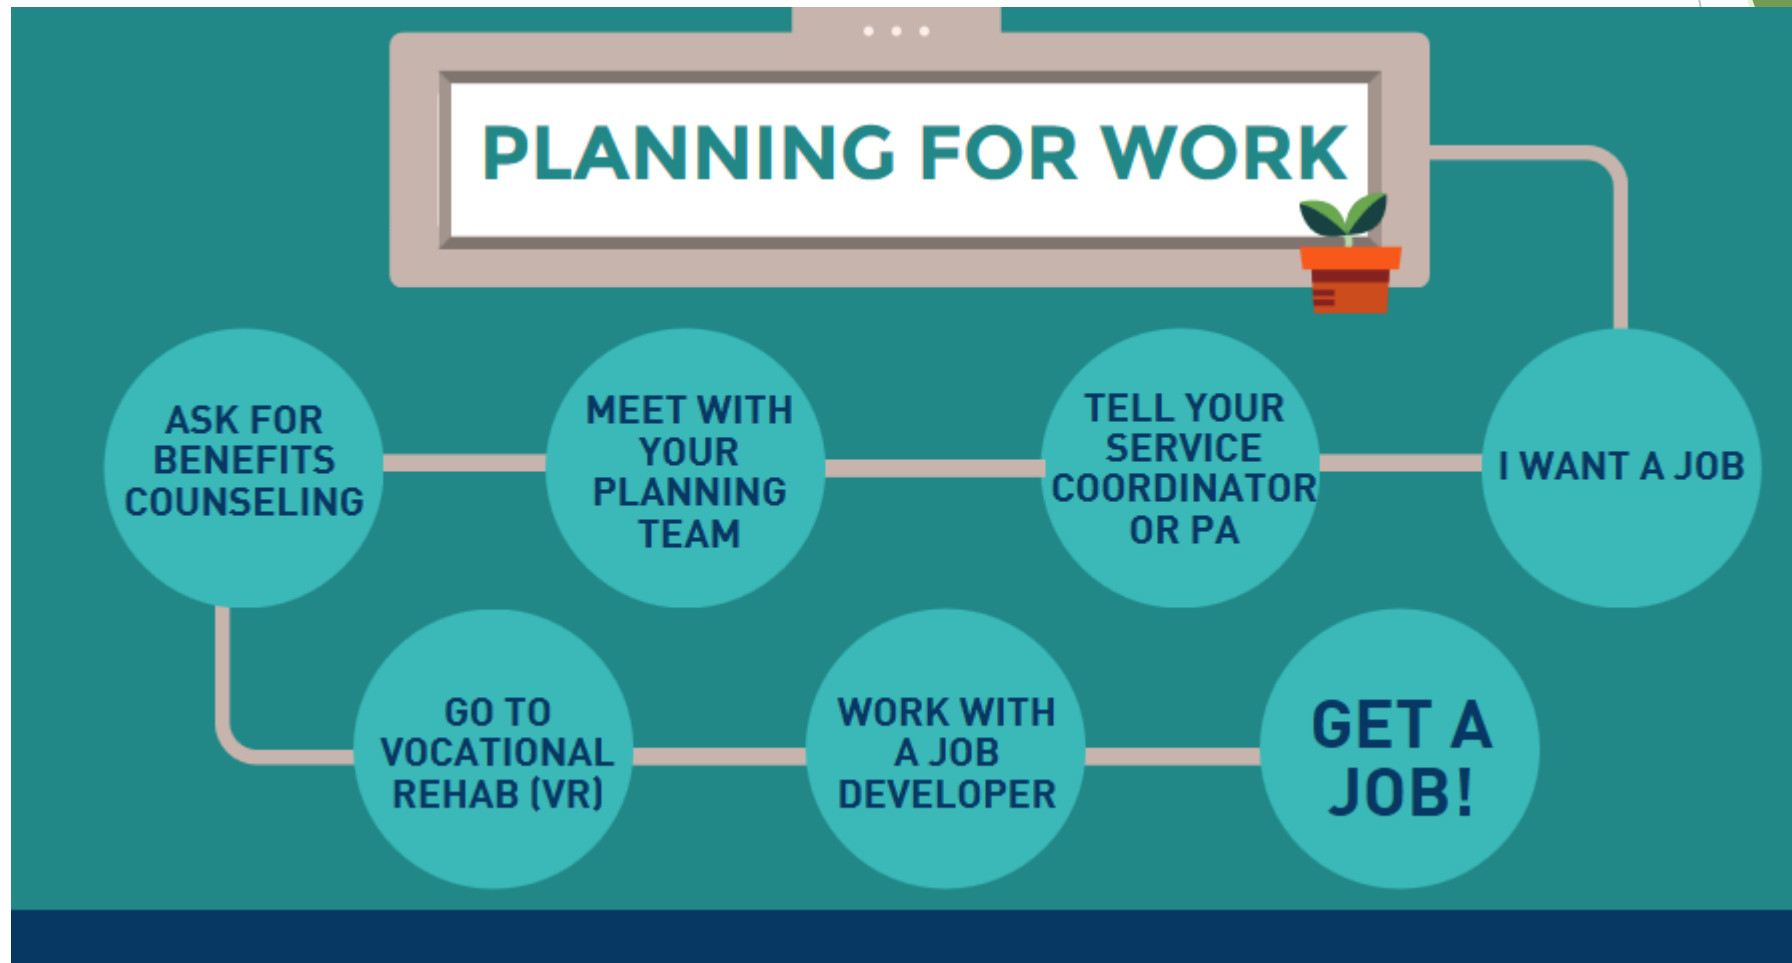 PLANNING FOR WORK
I WANT A JOB
TELL YOUR
SERVICE
COORDINATOR
OR PA
MEET WITH
YOUR
PLANNING
TEAM
ASK FOR
BENEFITS
COUNSELING
GO TO
VOCATIONAL
REHAB (VR)
WORK WITH
A JOB
DEVELOPER
GET A
JOB!